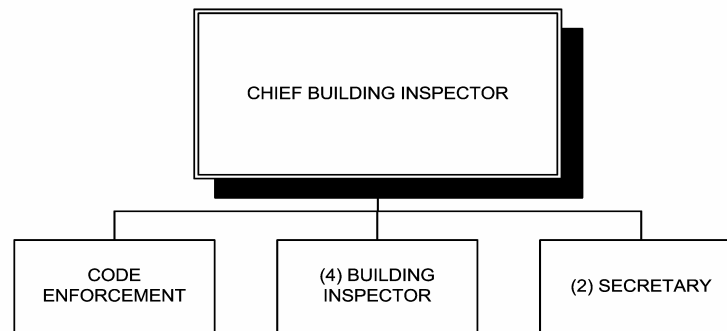 CHIEF BUILDING INSPECTOR
CODE
ENFORCEMENT
(4) BUILDING
INSPECTOR
(2) SECRETARY